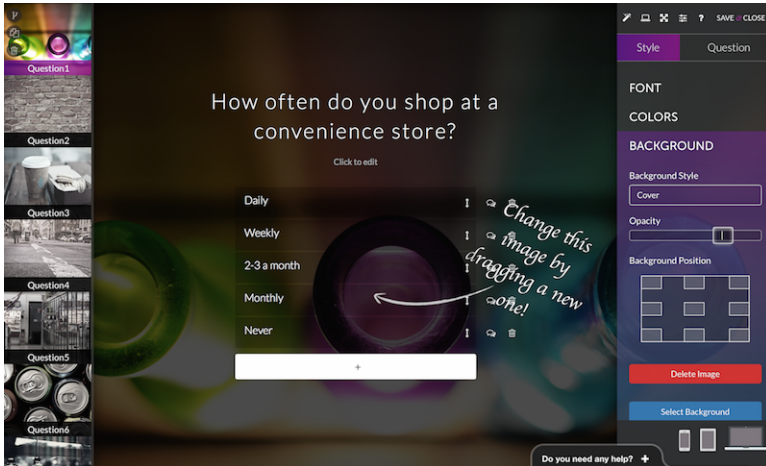 Question1
Question2
Question3
Question4
Question5
Question6
How often do you shop at a
convenience store?
Click to edit
Daily
Weekly
2-3 a month
Monthly
Never
+
Change this
image by
dragging a new
one!
? SAVE & CLOSE
Style Question
FONT
COLORS
BACKGROUND
Background Style
Cover
Opacity
Background Position
Delete Image
Select Background
Do you need any help? +